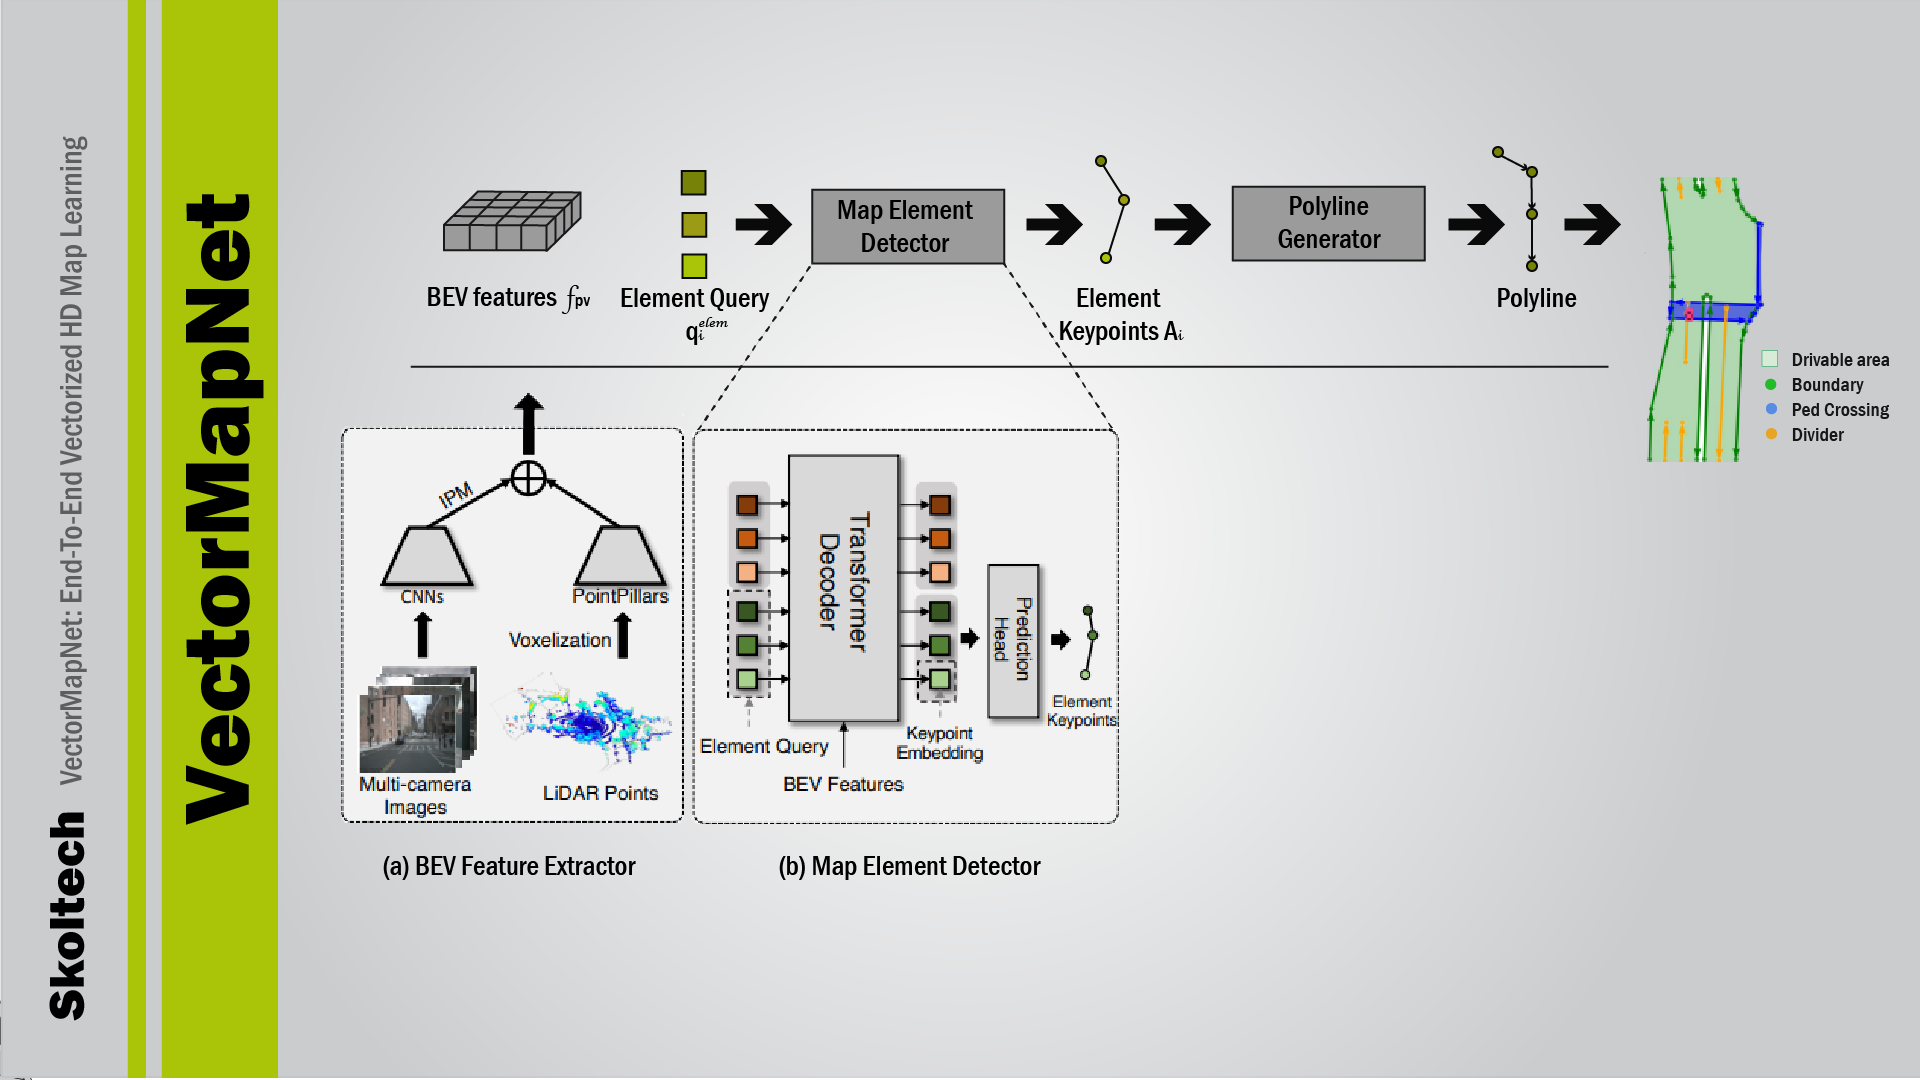 Skoltech
VectorMapNet: End-To-End Vectorized HD Map Learning
VectorMapNet
BEV features fpv
Element Query
qᵢᵉˡᵉᵐ
Map Element
Detector
Element
Keypoints Aᵢ
Polyline
Generator
Polyline
Drivable area
Boundary
Ped Crossing
Divider
IPM
CNNs
PointPillars
Voxelization
Multi-camera
Images
LiDAR Points
(a) BEV Feature Extractor
Transformer
Decoder
Prediction
Head
Element
Keypoints
Element Query
Keypoint
Embedding
BEV Features
(b) Map Element Detector